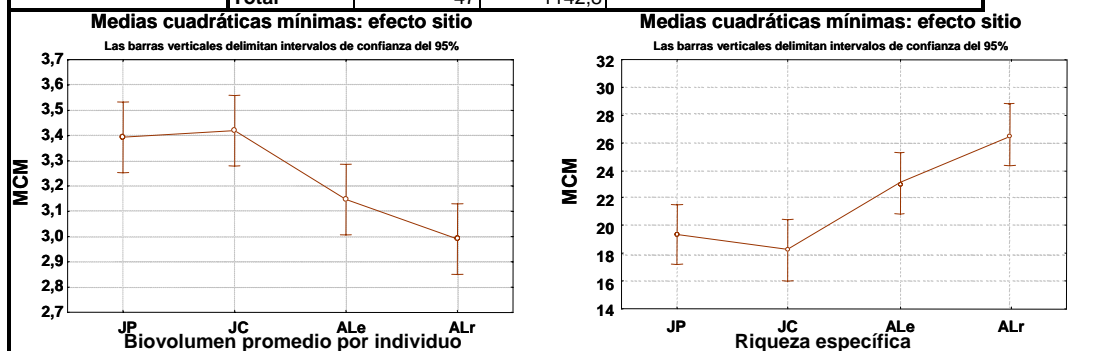 Total 47 1142,8
Medias cuadráticas mínimas: efecto sitio
Las barras verticales delimitan intervalos de confianza del 95%
3,7
3,6
3,5
3,4
3,3
3,2
3,1
3,0
2,9
2,8
2,7
MCM
JP JC ALe ALr
Biovolumen promedio por individuo
Medias cuadráticas mínimas: efecto sitio
Las barras verticales delimitan intervalos de confianza del 95%
32
30
28
26
24
22
20
18
16
14
MCM
JP JC ALe ALr
Riqueza específica